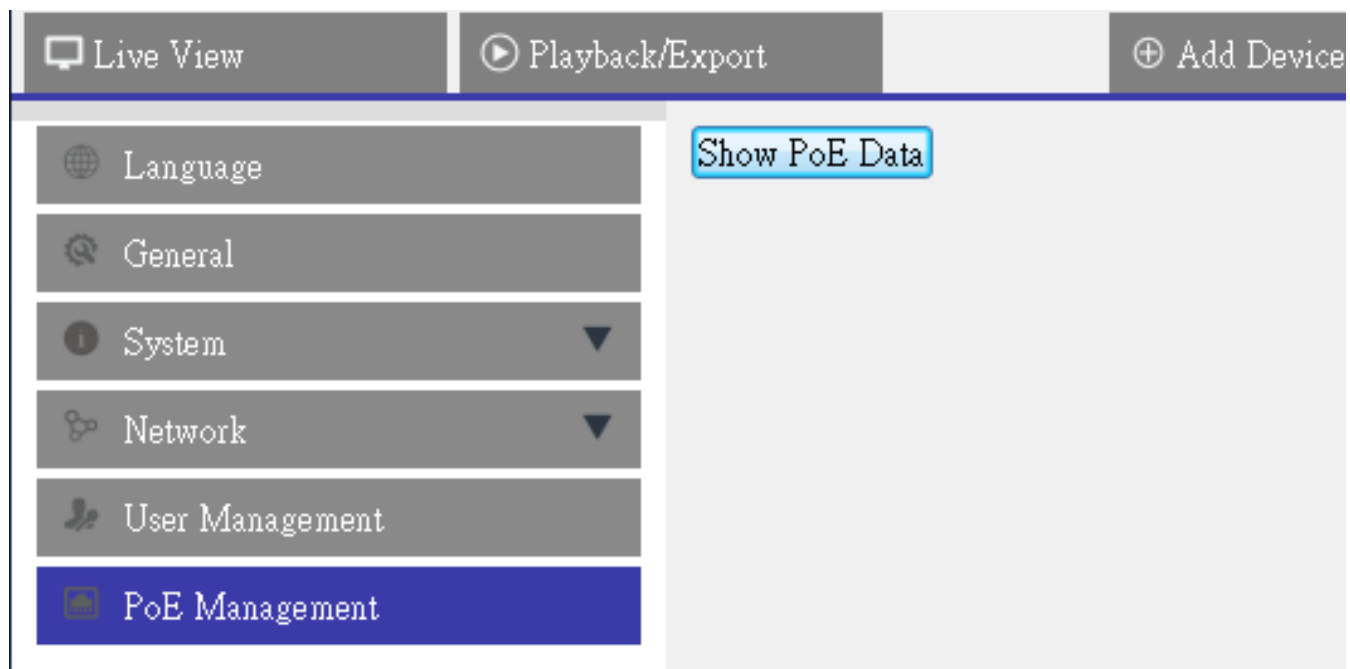 Live View
Playback/Export
Add Device
Language
General
System
Network
User Management
PoE Management
Show PoE Data